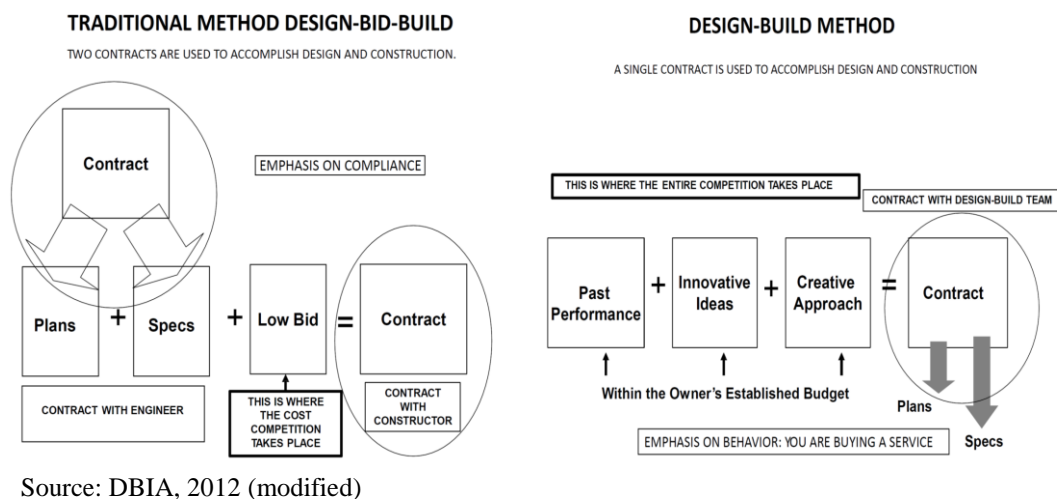 TRADITIONAL METHOD DESIGN-BID-BUILD
TWO CONTRACTS ARE USED TO ACCOMPLISH DESIGN AND CONSTRUCTION.
Contract
EMPHASIS ON COMPLIANCE
Plans + Specs + Low Bid = Contract
CONTRACT WITH ENGINEER
THIS IS WHERE
THE COST
COMPETITION
TAKES PLACE
CONTRACT
WITH
CONSTRUCTOR
DESIGN-BUILD METHOD
A SINGLE CONTRACT IS USED TO ACCOMPLISH DESIGN AND CONSTRUCTION
THIS IS WHERE THE ENTIRE COMPETITION TAKES PLACE
CONTRACT WITH DESIGN-BUILD TEAM
Past
Performance
+
Innovative
Ideas
+
Creative
Approach
=
Contract
Within the Owner's Established Budget
Plans
Specs
EMPHASIS ON BEHAVIOR: YOU ARE BUYING A SERVICE
Source: DBIA, 2012 (modified)